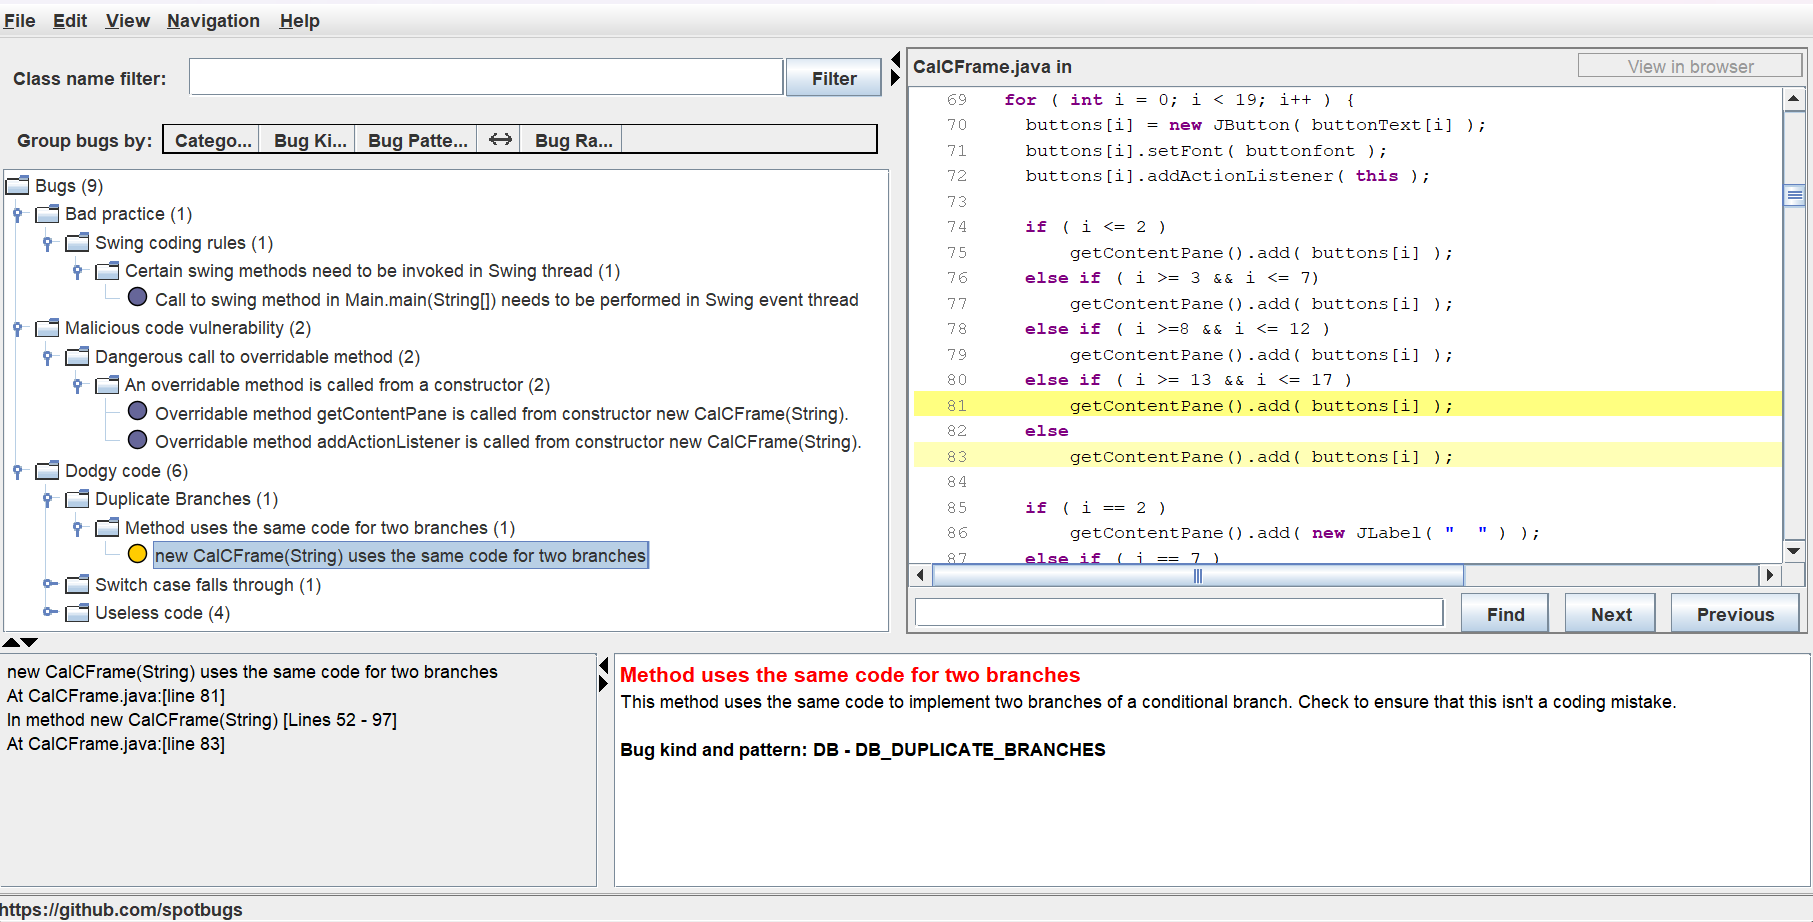 File Edit View Navigation Help
Class name filter: Filter
Group bugs by: Catego... Bug Ki... Bug Patte... Bug Ra...
Bugs (9)
Bad practice (1)
Swing coding rules (1)
Certain swing methods need to be invoked in Swing thread (1)
Call to swing method in Main.main(String[]) needs to be performed in Swing event thread
Malicious code vulnerability (2)
Dangerous call to overridable method (2)
An overridable method is called from a constructor (2)
Overridable method getContentPane is called from constructor new CalCFrame(String).
Overridable method addActionListener is called from constructor new CalCFrame(String).
Dodgy code (6)
Duplicate Branches (1)
Method uses the same code for two branches (1)
new CalCFrame(String) uses the same code for two branches
Switch case falls through (1)
Useless code (4)
CalCFrame.java in View in browser
69 for ( int i = 0; i < 19; i++ ) {
70 buttons[i] = new JButton( buttonText[i] );
71 buttons[i].setFont( buttonfont );
72 buttons[i].addActionListener( this );
73
74 if ( i <= 2 )
75 getContentPane().add( buttons[i] );
76 else if ( i >= 3 && i <= 7)
77 getContentPane().add( buttons[i] );
78 else if ( i >=8 && i <= 12 )
79 getContentPane().add( buttons[i] );
80 else if ( i >= 13 && i <= 17 )
81 getContentPane().add( buttons[i] );
82 else
83 getContentPane().add( buttons[i] );
84
85 if ( i == 2 )
86 getContentPane().add( new JLabel( "  " ) );
87 else if ( i == 7 )
Find Next Previous
new CalCFrame(String) uses the same code for two branches
At CalCFrame.java:[line 81]
In method new CalCFrame(String) [Lines 52 - 97]
At CalCFrame.java:[line 83]
Method uses the same code for two branches
This method uses the same code to implement two branches of a conditional branch. Check to ensure that this isn't a coding mistake.
Bug kind and pattern: DB - DB_DUPLICATE_BRANCHES
https://github.com/spotbugs